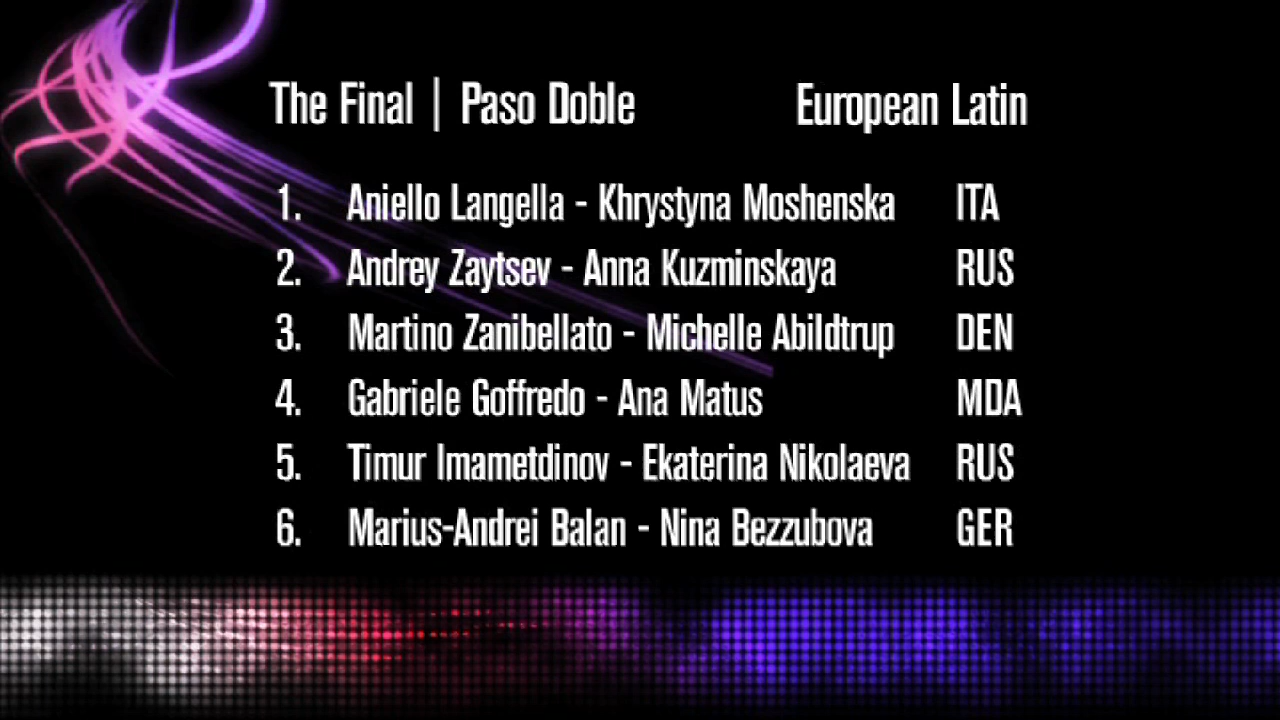 The Final | Paso Doble European Latin
1. Aniello Langella - Khrystyna Moshenska ITA
2. Andrey Zaytsev - Anna Kuzminskaya RUS
3. Martino Zanibellato - Michelle Abildtrup DEN
4. Gabriele Goffredo - Ana Matus MDA
5. Timur Imametdinov - Ekaterina Nikolaeva RUS
6. Marius-Andrei Balan - Nina Bezzubova GER